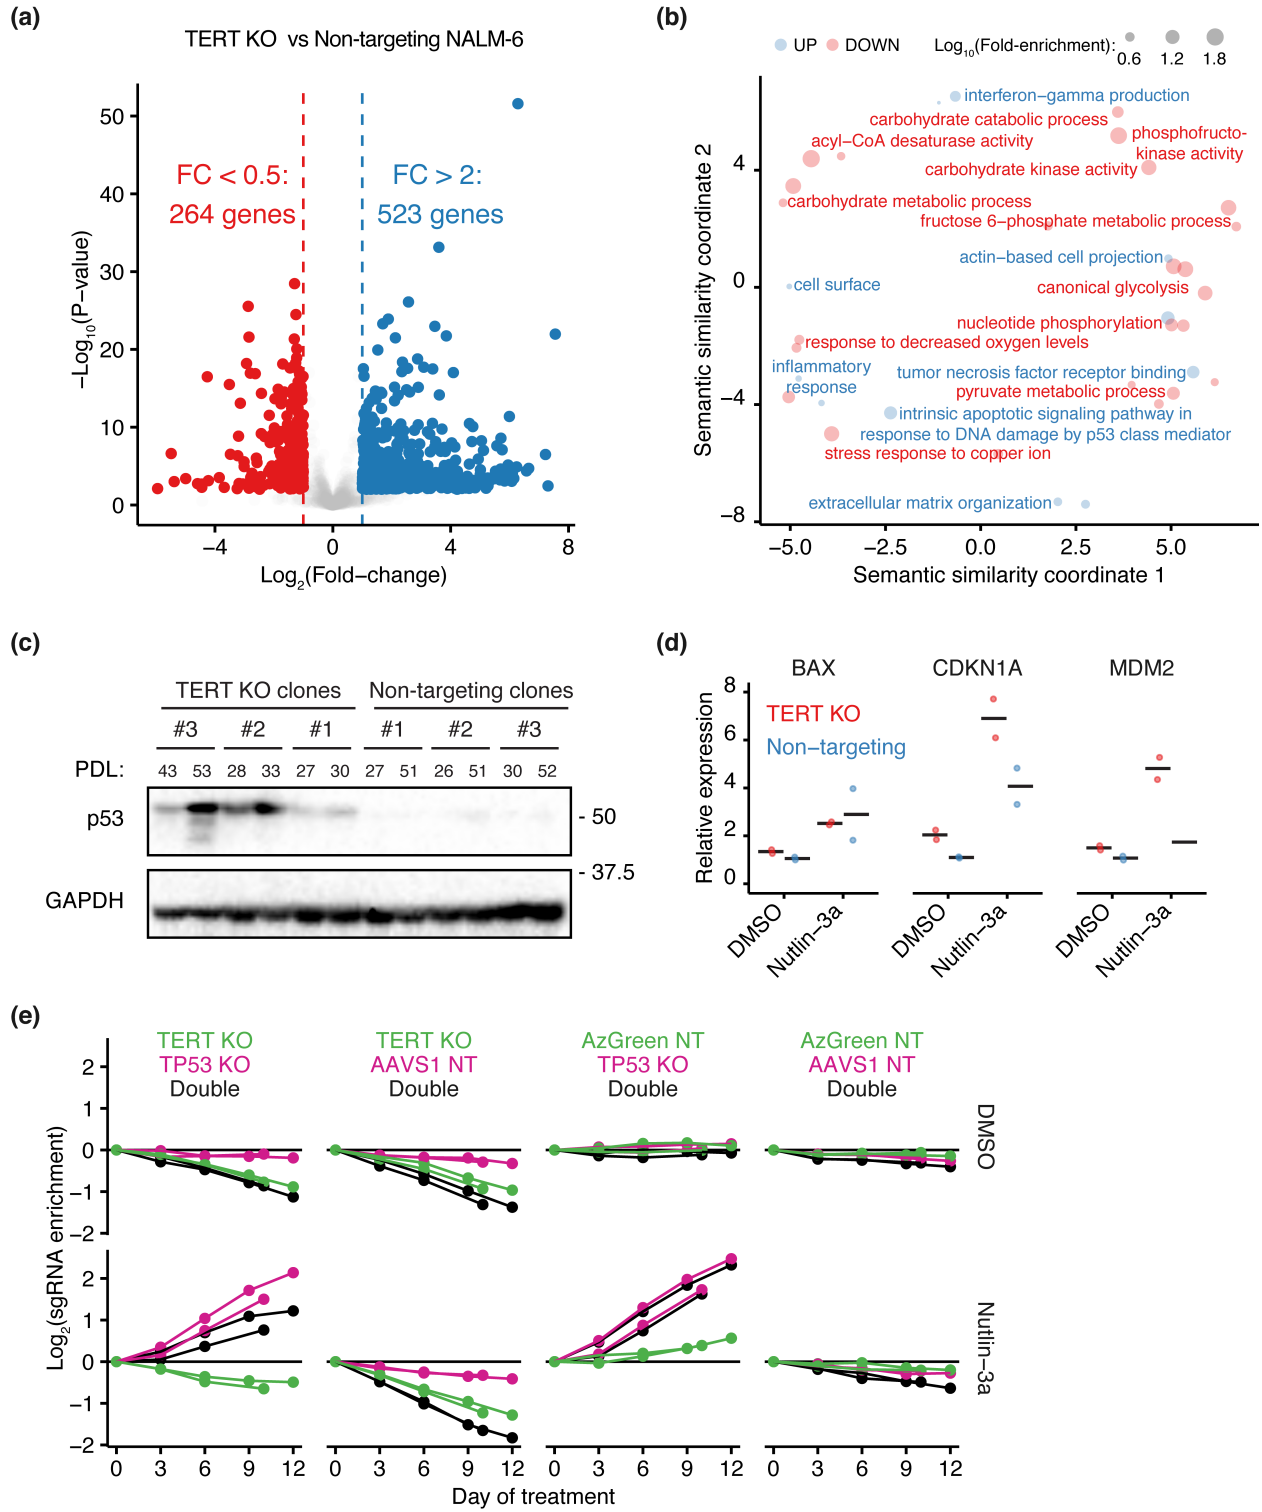 (a)
TERT KO vs Non-targeting NALM-6
FC < 0.5:
264 genes
FC > 2:
523 genes
−Log10(P−value)
50
40
30
20
10
0
−4
0
4
8
Log2(Fold−change)
(b)
UP
DOWN
Log10(Fold-enrichment):
0.6
1.2
1.8
interferon−gamma production
carbohydrate catabolic process
acyl−CoA desaturase activity
phosphofructo-
kinase activity
carbohydrate kinase activity
carbohydrate metabolic process
fructose 6−phosphate metabolic process
actin−based cell projection
cell surface
canonical glycolysis
nucleotide phosphorylation
response to decreased oxygen levels
inflammatory
response
tumor necrosis factor receptor binding
pyruvate metabolic process
intrinsic apoptotic signaling pathway in
response to DNA damage by p53 class mediator
stress response to copper ion
extracellular matrix organization
Semantic similarity coordinate 2
4
0
−4
−8
−5.0
−2.5
0.0
2.5
5.0
Semantic similarity coordinate 1
(c)
TERT KO clones
Non-targeting clones
#3
#2
#1
#1
#2
#3
PDL:
43
53
28
33
27
30
27
51
26
51
30
52
p53
- 50
- 37.5
GAPDH
(d)
BAX
CDKN1A
MDM2
TERT KO
Non−targeting
Relative expression
8
6
4
2
0
DMSO
Nutlin−3a
DMSO
Nutlin−3a
DMSO
Nutlin−3a
(e)
TERT KO
TP53 KO
Double
TERT KO
AAVS1 NT
Double
AzGreen NT
TP53 KO
Double
AzGreen NT
AAVS1 NT
Double
Log2(sgRNA enrichment)
2
1
0
−1
−2
DMSO
2
1
0
−1
−2
Nutlin−3a
0
3
6
9
12
0
3
6
9
12
0
3
6
9
12
0
3
6
9
12
Day of treatment